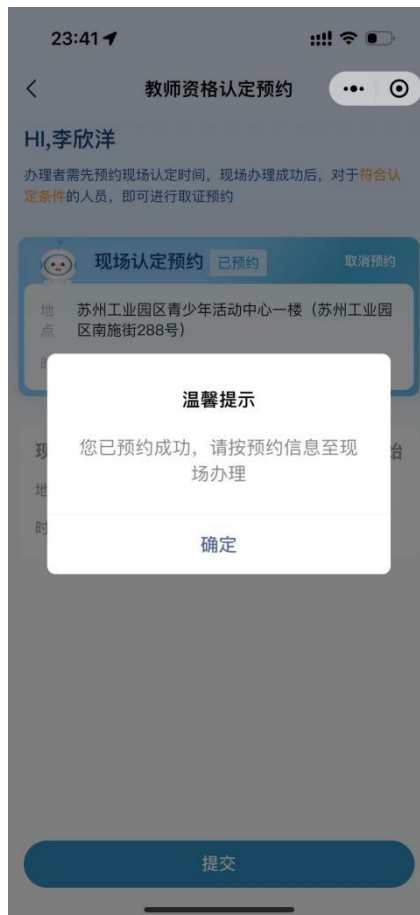 23:41
教师资格认定预约
HI,李欣洋
办理者需先预约现场认定时间，现场办理成功后，对于符合认
定条件的人员，即可进行取证预约
现场认定预约 已预约 取消预约
地 苏州工业园区青少年活动中心一楼（苏州工业园
点 区南施街288号）
温馨提示
现 您已预约成功，请按预约信息至现
场办理
地
时
确定
提交